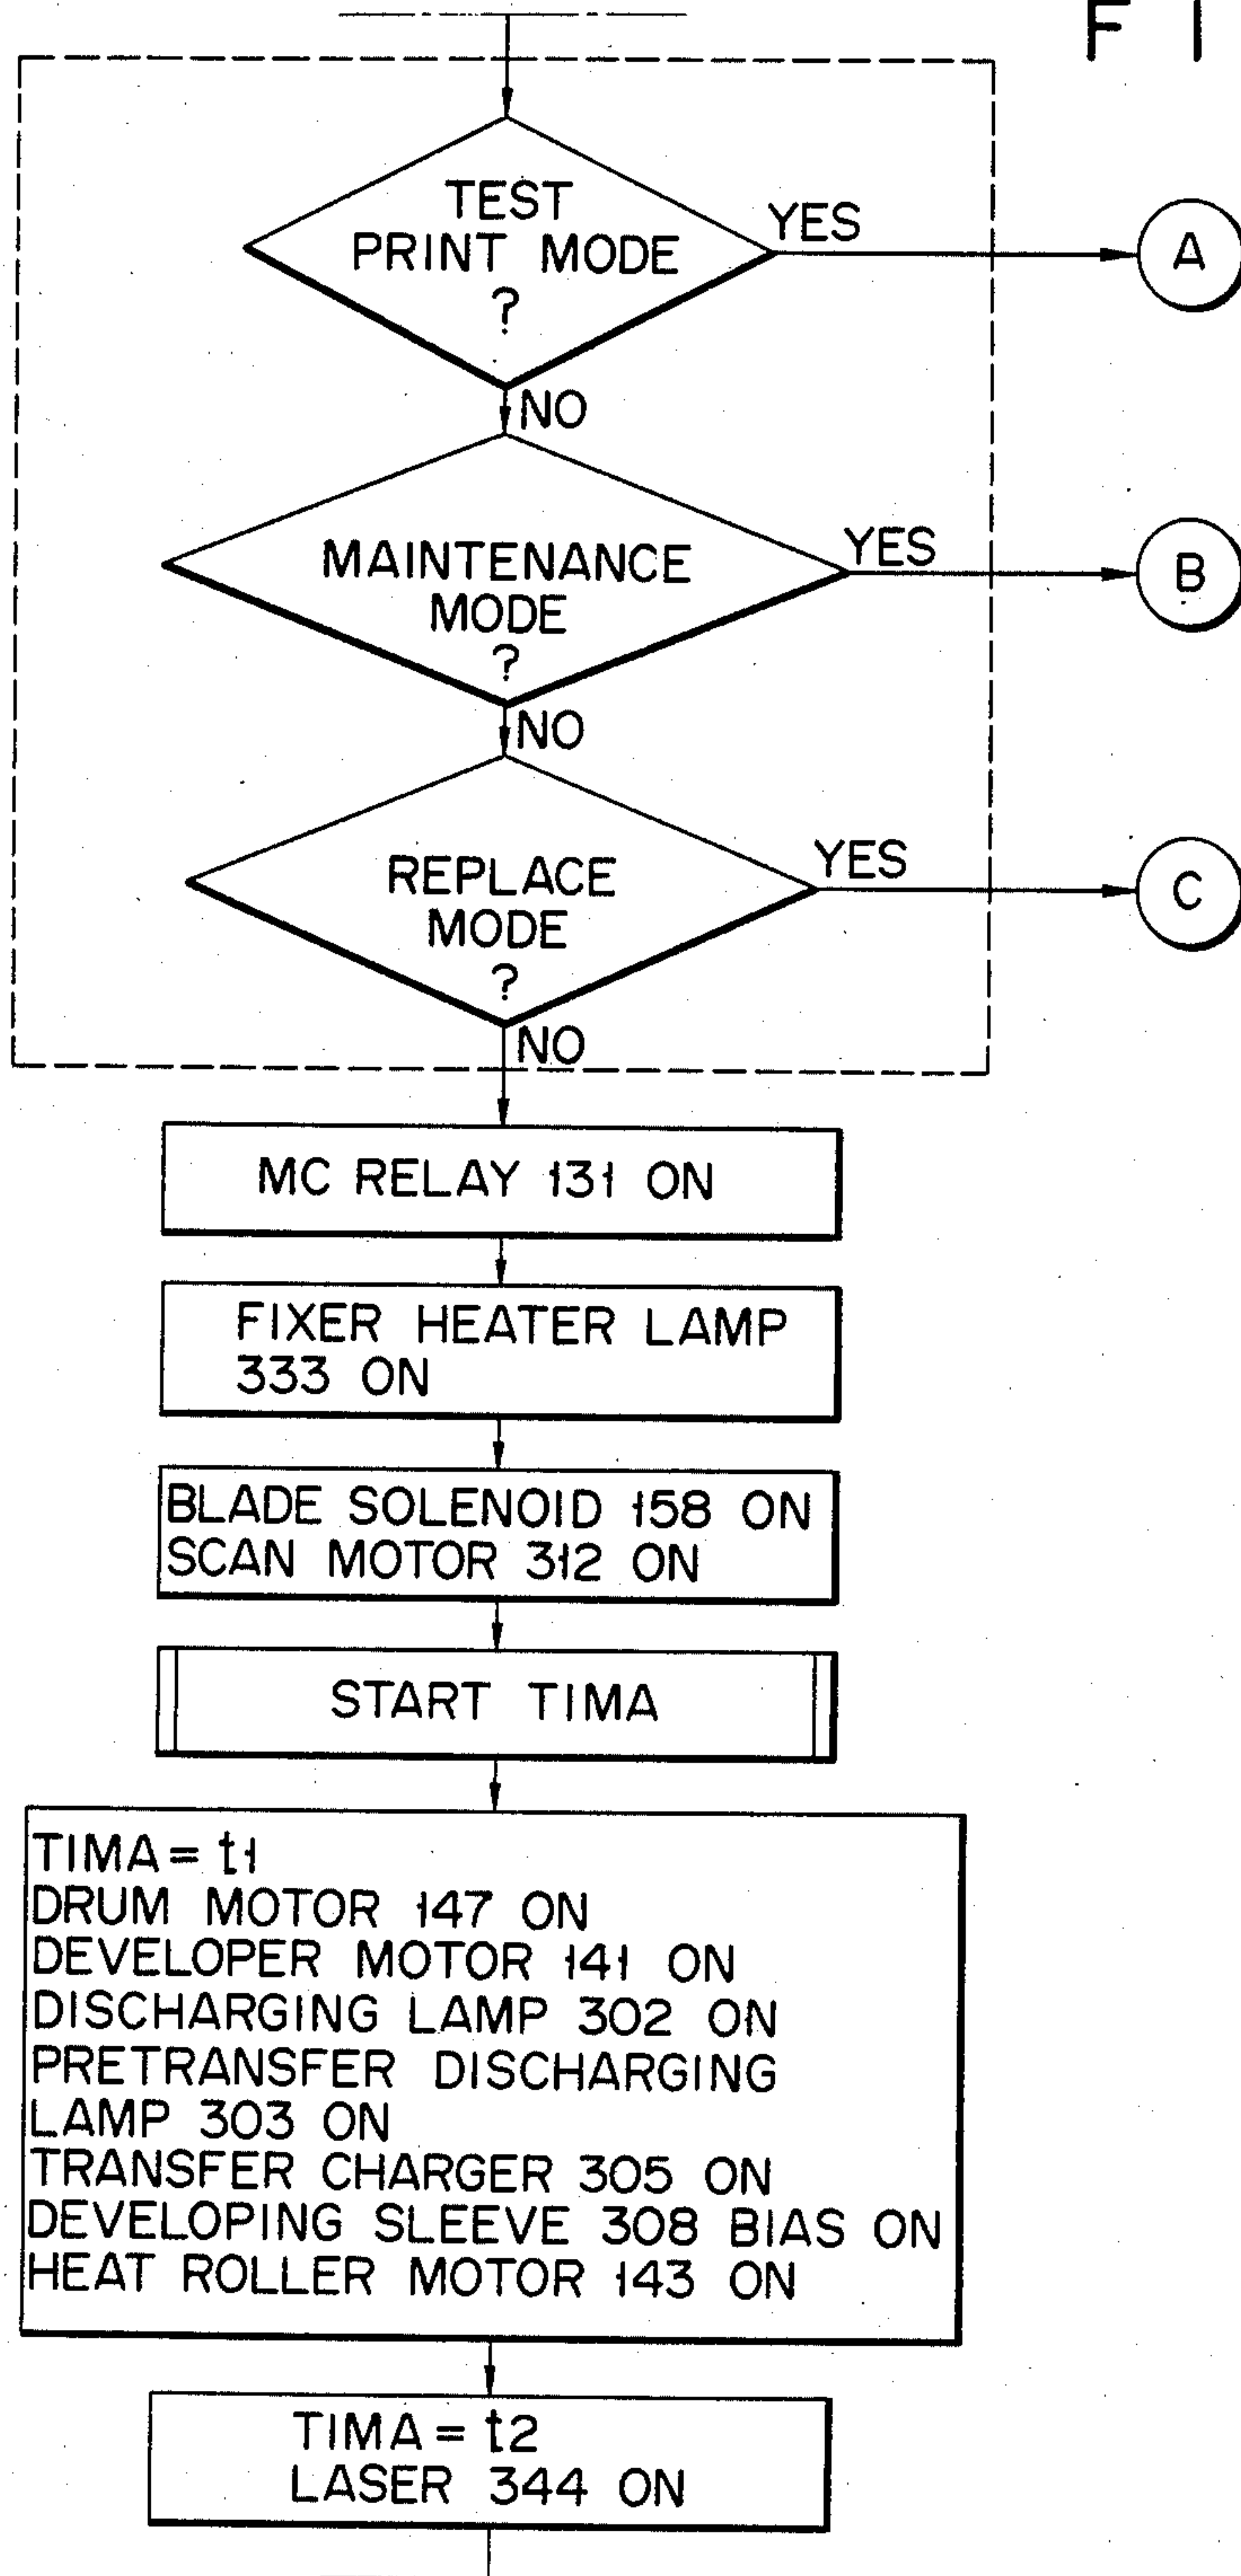 F I
TEST
PRINT MODE
?
YES
A
NO
MAINTENANCE
MODE
?
YES
B
NO
REPLACE
MODE
?
YES
C
NO
MC RELAY 131 ON
FIXER HEATER LAMP
333 ON
BLADE SOLENOID 158 ON
SCAN MOTOR 312 ON
START TIMA
TIMA = t1
DRUM MOTOR 147 ON
DEVELOPER MOTOR 141 ON
DISCHARGING LAMP 302 ON
PRETRANSFER DISCHARGING
LAMP 303 ON
TRANSFER CHARGER 305 ON
DEVELOPING SLEEVE 308 BIAS ON
HEAT ROLLER MOTOR 143 ON
TIMA = t2
LASER 344 ON